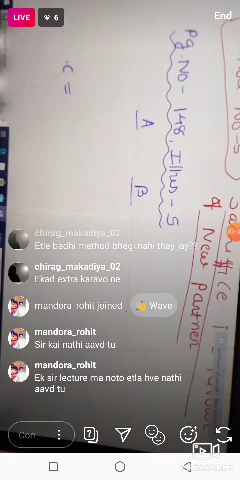 End
LIVE
6
Pg.No - 148, Illus - 5
A
B
C =
New Partner
chirag_makadiya_02
Etle badhi method bhegi nahi thay jay??
chirag_makadiya_02
Ekad extra karavo ne
mandora_rohit joined
Wave
mandora_rohit
Sir kai nathi aavd tu
mandora_rohit
Ek sir lecture ma noto etla hve nathi
aavd tu
Con